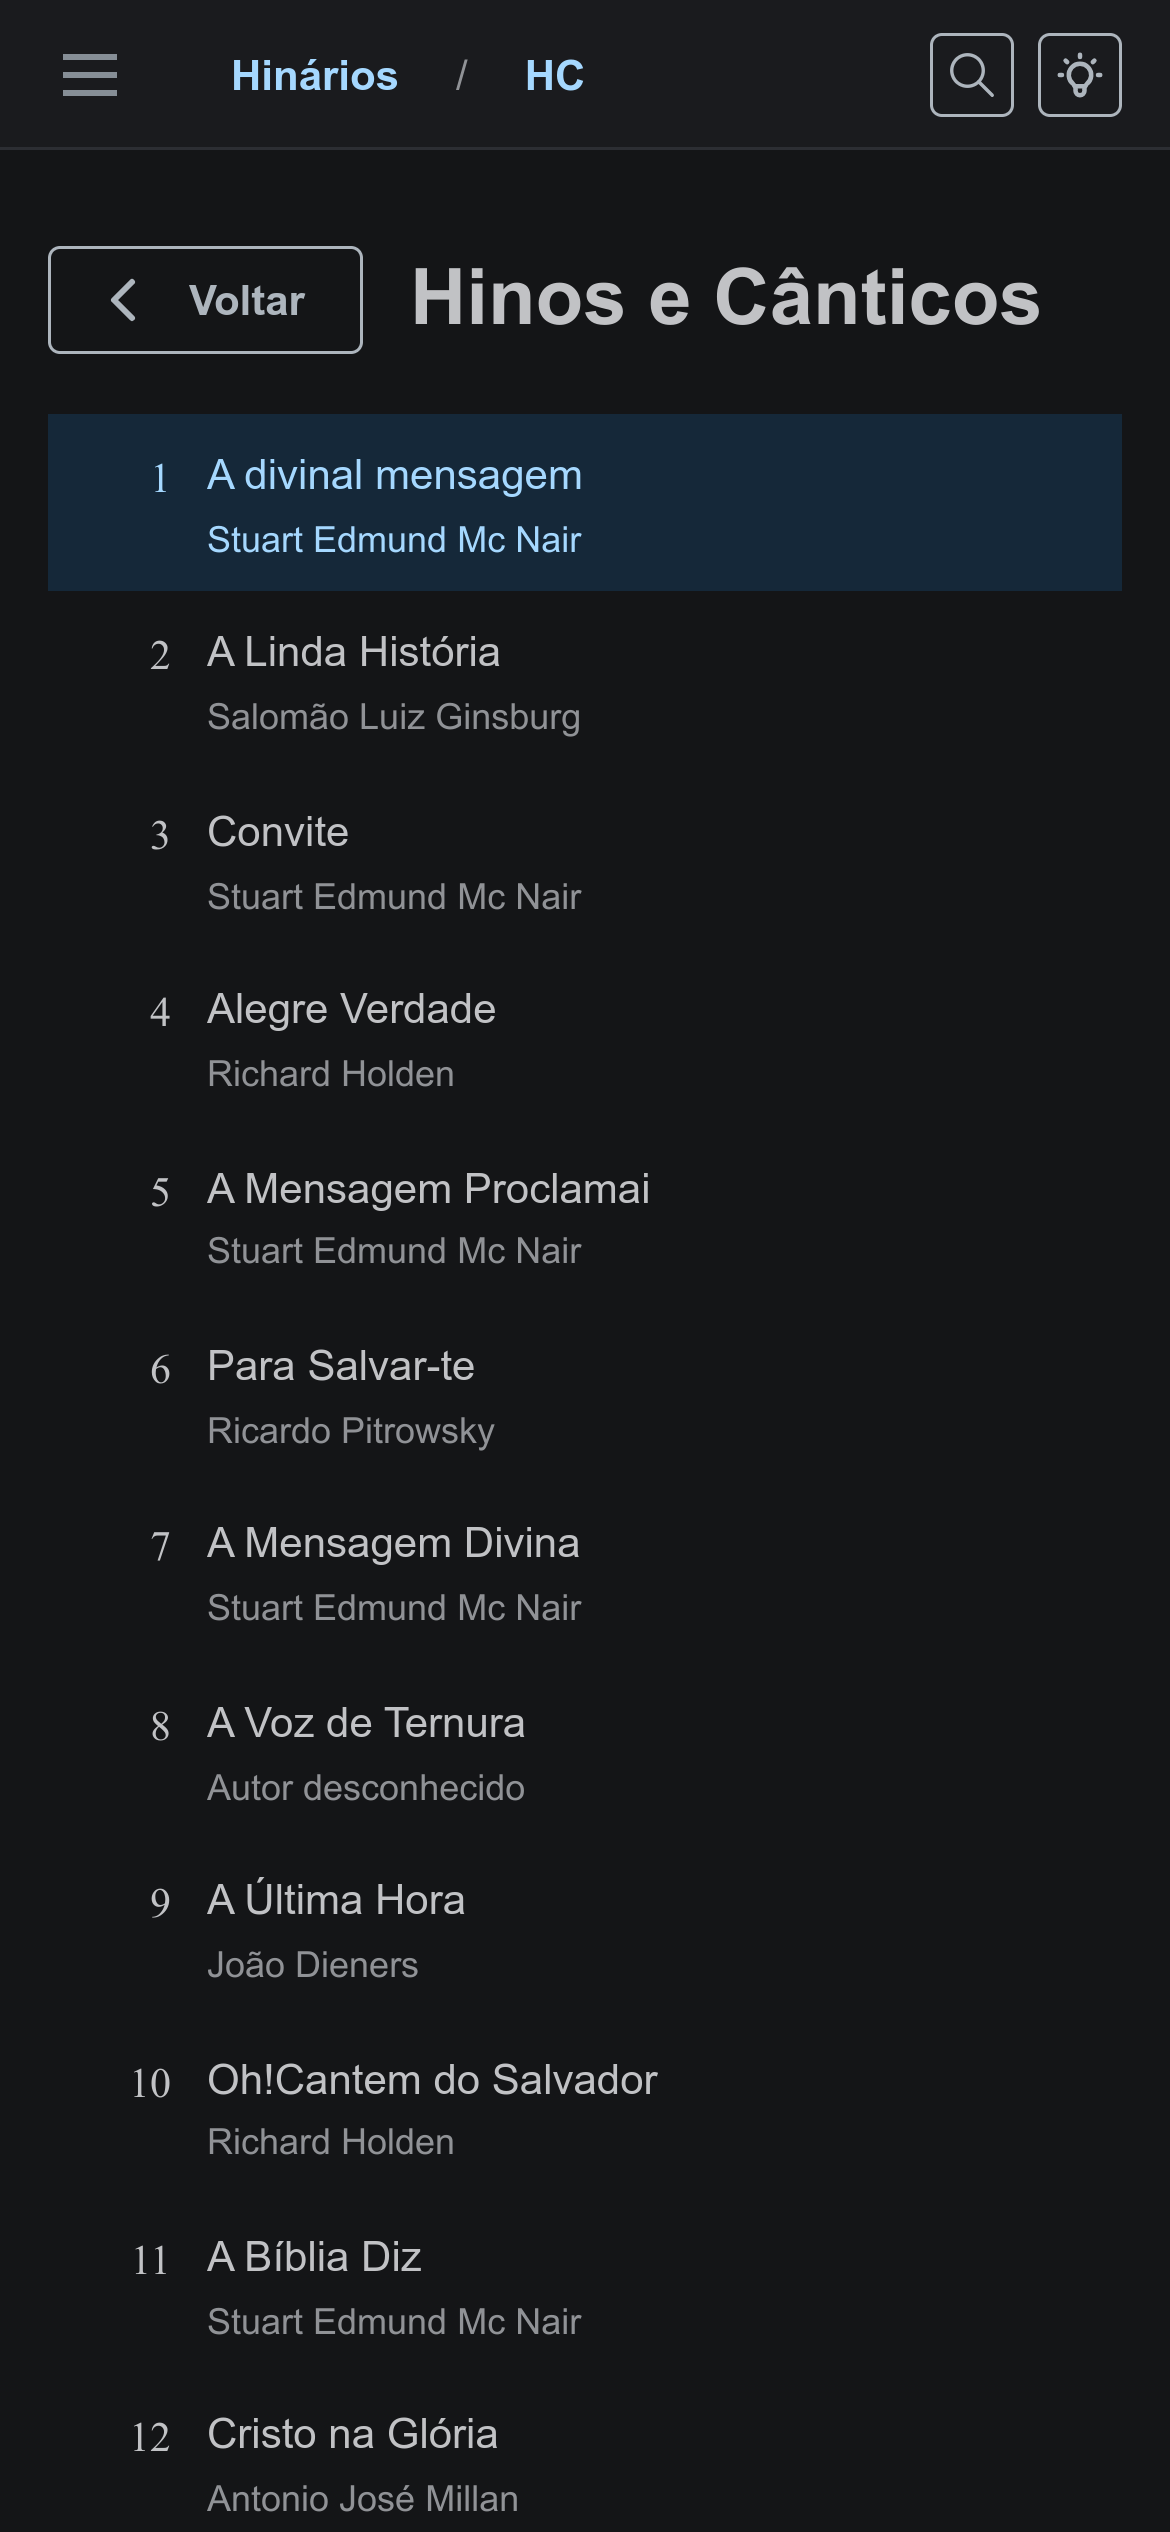 Hinários / HC
Voltar
Hinos e Cânticos
1 A divinal mensagem
Stuart Edmund Mc Nair
2 A Linda História
Salomão Luiz Ginsburg
3 Convite
Stuart Edmund Mc Nair
4 Alegre Verdade
Richard Holden
5 A Mensagem Proclamai
Stuart Edmund Mc Nair
6 Para Salvar-te
Ricardo Pitrowsky
7 A Mensagem Divina
Stuart Edmund Mc Nair
8 A Voz de Ternura
Autor desconhecido
9 A Última Hora
João Dieners
10 Oh!Cantem do Salvador
Richard Holden
11 A Bíblia Diz
Stuart Edmund Mc Nair
12 Cristo na Glória
Antonio José Millan